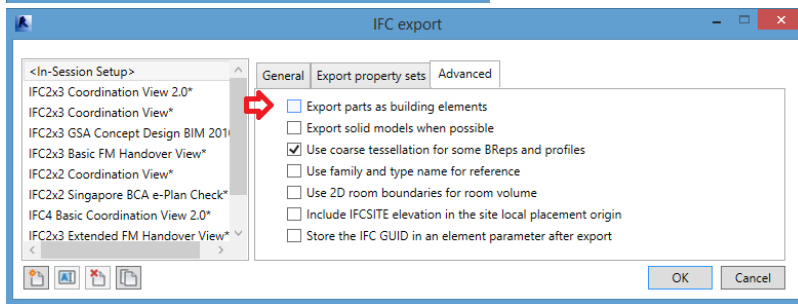 IFC export
<In-Session Setup>
IFC2x3 Coordination View 2.0*
IFC2x3 Coordination View*
IFC2x3 GSA Concept Design BIM 201
IFC2x3 Basic FM Handover View*
IFC2x2 Coordination View*
IFC2x2 Singapore BCA e-Plan Check*
IFC4 Basic Coordination View 2.0*
IFC2x3 Extended FM Handover View*
General Export property sets Advanced
Export parts as building elements
Export solid models when possible
Use coarse tessellation for some BReps and profiles
Use family and type name for reference
Use 2D room boundaries for room volume
Include IFCSITE elevation in the site local placement origin
Store the IFC GUID in an element parameter after export
OK Cancel